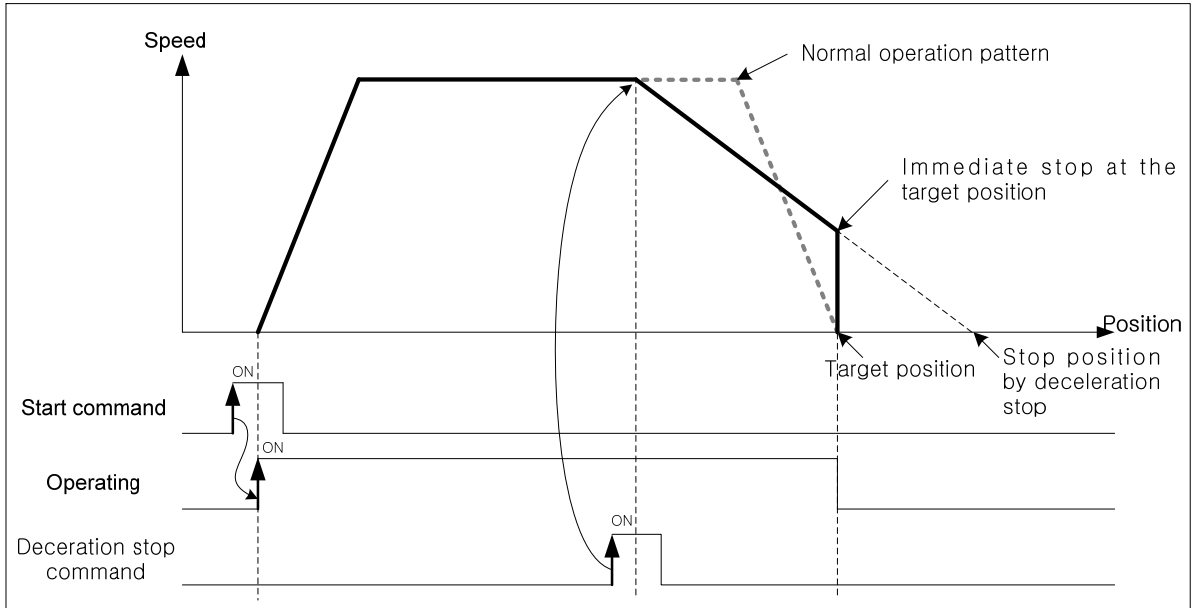 Speed
Normal operation pattern
Immediate stop at the
target position
Position
Target position
Stop position
by deceleration
stop
ON
Start command
ON
Operating
ON
Deceration stop
command